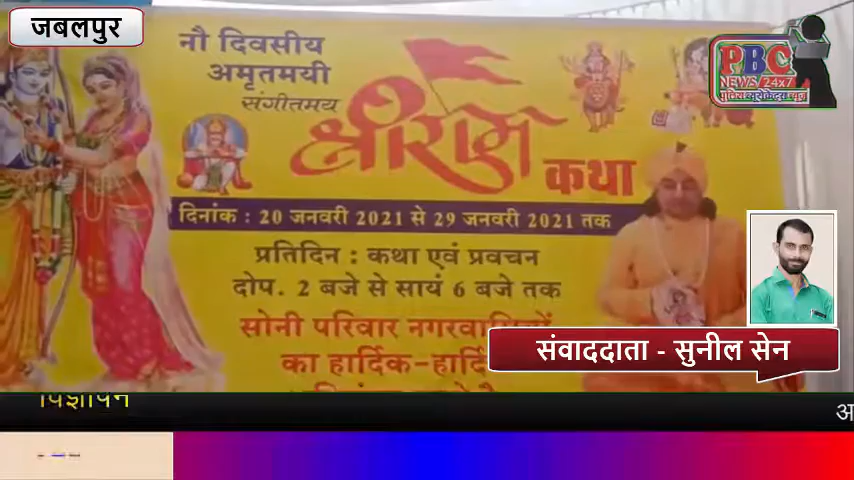 जबलपुर
नौ दिवसीय
अमृतमयी
संगीतमय
श्रीराम कथा
PBC
NEWS 24x7
दिनांक : 20 जनवरी 2021 से 29 जनवरी 2021 तक
प्रतिदिन : कथा एवं प्रवचन
दोप. 2 बजे से सायं 6 बजे तक
सोनी परिवार
का हार्दिक-हार्दि
संवाददाता - सुनील सेन
विज्ञापन
अ